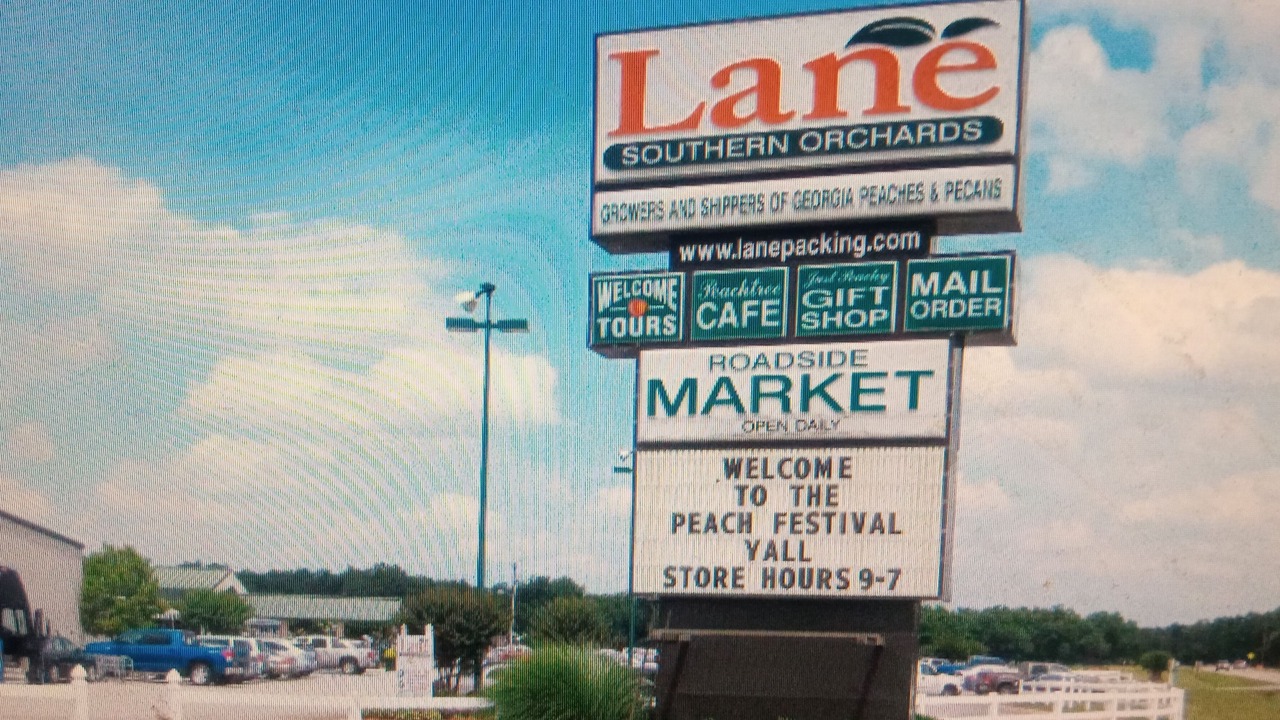 Lane
SOUTHERN ORCHARDS
GROWERS AND SHIPPERS OF GEORGIA PEACHES & PECANS
www.lanepacking.com
WELCOME
TOURS
Peachtree
CAFE
Just Peachy
GIFT
SHOP
MAIL
ORDER
ROADSIDE
MARKET
OPEN DAILY
WELCOME
TO THE
PEACH FESTIVAL
YALL
STORE HOURS 9-7